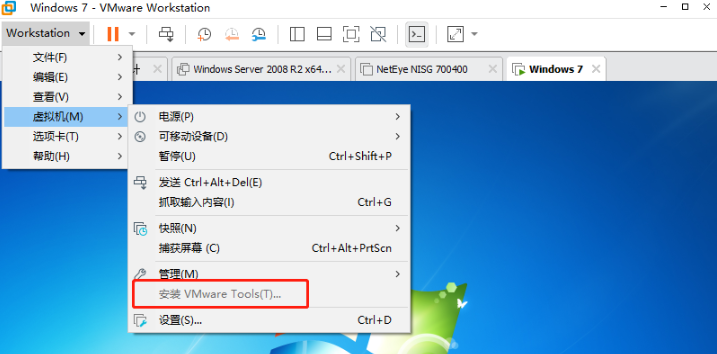 Windows 7 - VMware Workstation
Workstation
文件(F)
编辑(E)
查看(V)
虚拟机(M)
选项卡(T)
帮助(H)
Windows Server 2008 R2 x64...
NetEye NISG 700400
Windows 7
电源(P)
可移动设备(D)
暂停(U) Ctrl+Shift+P
发送 Ctrl+Alt+Del(E)
抓取输入内容(I) Ctrl+G
快照(N)
捕获屏幕 (C) Ctrl+Alt+PrtScn
管理(M)
安装 VMware Tools(T)...
设置(S)... Ctrl+D